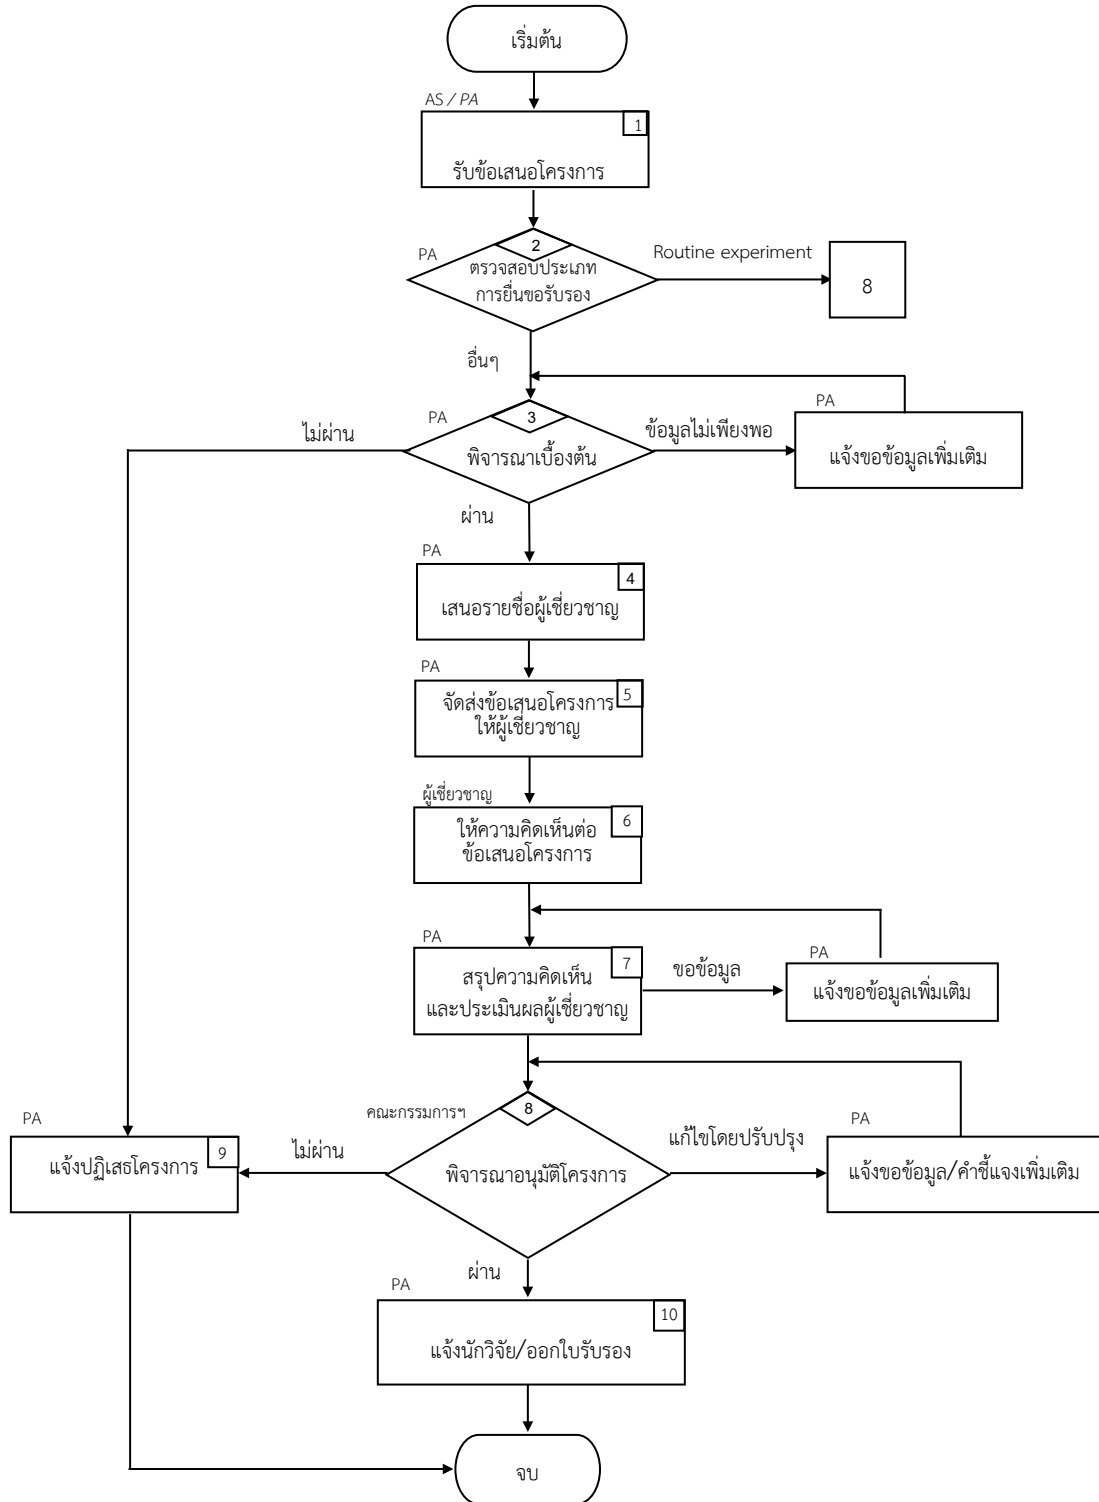 เริ่มต้น
AS / PA
1
รับข้อเสนอโครงการ
PA
2
ตรวจสอบประเภท
การยื่นขอรับรอง
Routine experiment
8
อื่นๆ
PA
3
พิจารณาเบื้องต้น
ไม่ผ่าน
ข้อมูลไม่เพียงพอ
PA
แจ้งขอข้อมูลเพิ่มเติม
ผ่าน
PA
4
เสนอรายชื่อผู้เชี่ยวชาญ
PA
5
จัดส่งข้อเสนอโครงการ
ให้ผู้เชี่ยวชาญ
ผู้เชี่ยวชาญ
6
ให้ความคิดเห็นต่อ
ข้อเสนอโครงการ
PA
7
สรุปความคิดเห็น
และประเมินผลผู้เชี่ยวชาญ
ขอข้อมูล
PA
แจ้งขอข้อมูลเพิ่มเติม
คณะกรรมการฯ
8
พิจารณาอนุมัติโครงการ
ไม่ผ่าน
PA
9
แจ้งปฏิเสธโครงการ
แก้ไขโดยปรับปรุง
PA
แจ้งขอข้อมูล/คำชี้แจงเพิ่มเติม
ผ่าน
PA
10
แจ้งนักวิจัย/ออกใบรับรอง
จบ